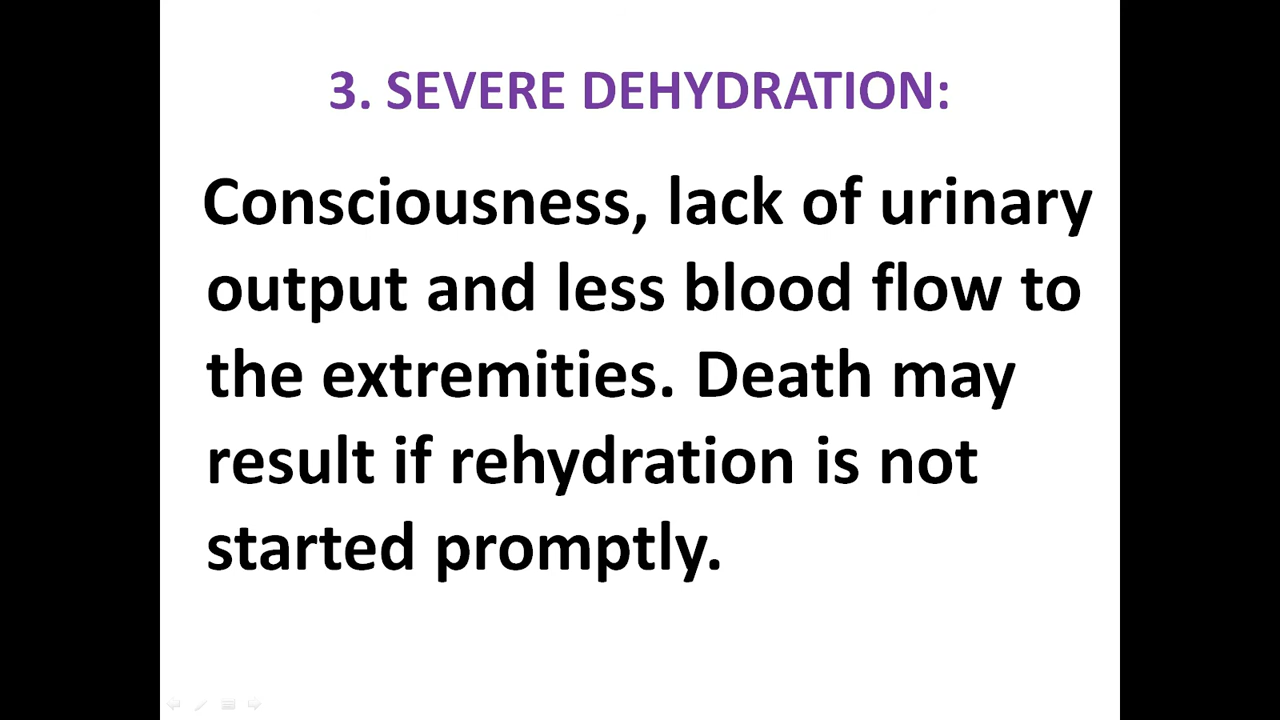 3. SEVERE DEHYDRATION:
Consciousness, lack of urinary
output and less blood flow to
the extremities. Death may
result if rehydration is not
started promptly.